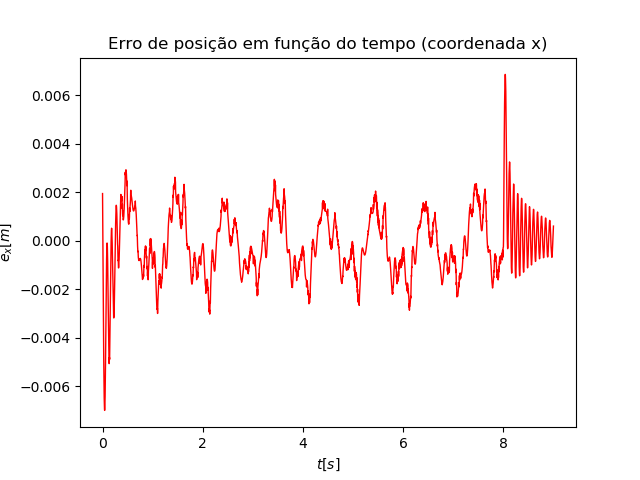 Erro de posição em função do tempo (coordenada x)
0.006
0.004
0.002
0.000
−0.002
−0.004
−0.006
e_x[m]
0 2 4 6 8
t[s]